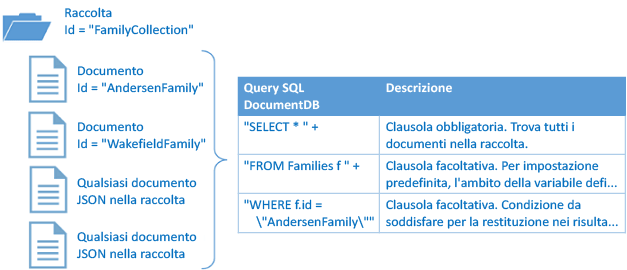 Raccolta
Id = "FamilyCollection"
Documento
Id = "AndersenFamily"
Documento
Id = "WakefieldFamily"
Qualsiasi documento
JSON nella raccolta
Qualsiasi documento
JSON nella raccolta
Query SQL
DocumentDB
Descrizione
"SELECT * " +
Clausola obbligatoria. Trova tutti i
documenti nella raccolta.
"FROM Families f " +
Clausola facoltativa. Per impostazione
predefinita, l'ambito della variabile defi...
"WHERE f.id =
\"AndersenFamily\""
Clausola facoltativa. Condizione da
soddisfare per la restituzione nei risulta...